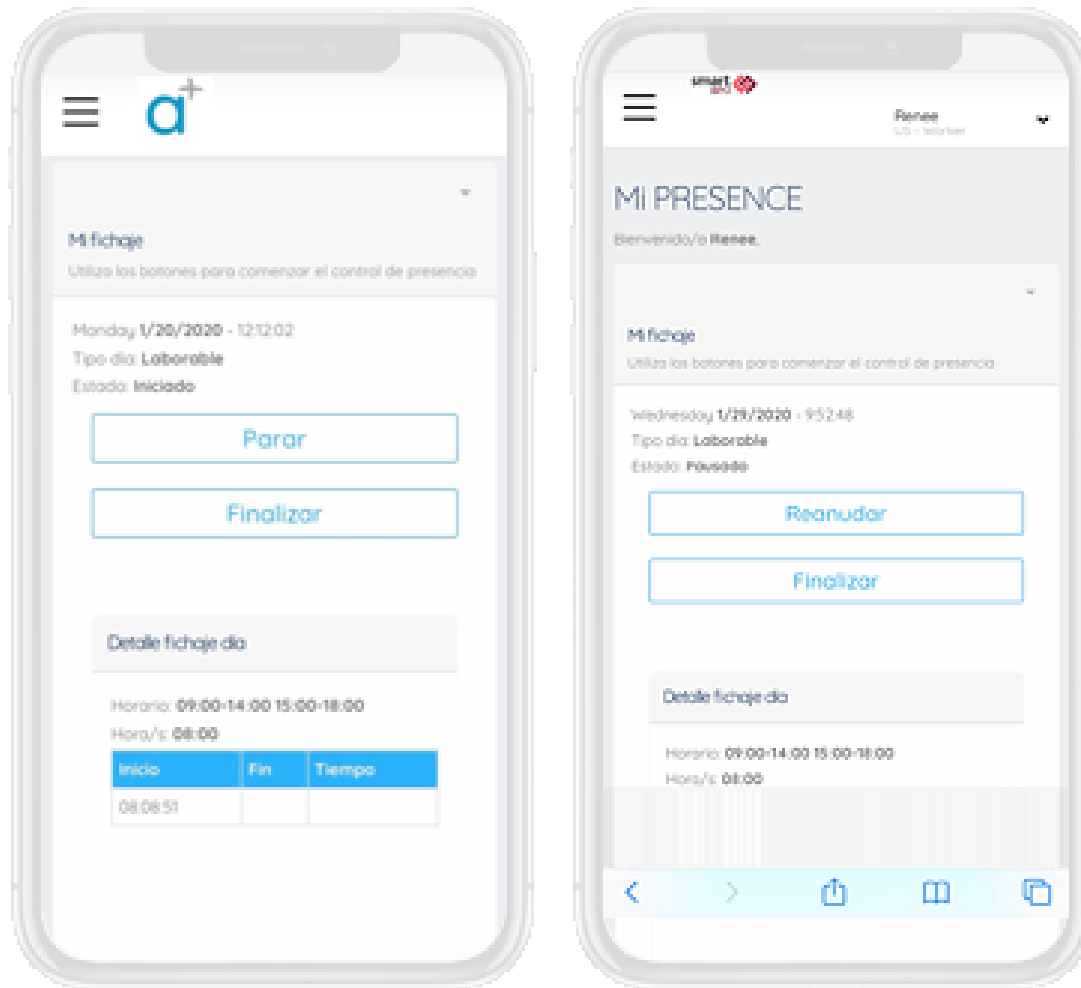 a+
Mi fichaje
Utiliza los botones para comenzar el control de presencia
Monday 1/20/2020 - 12:12:02
Tipo día: Laborable
Estado: Iniciado
Parar
Finalizar
Detalle fichaje día
Horario: 09:00-14:00 15:00-18:00
Hora/s: 08:00
Inicio Fin Tiempo
08:08:51
smart
Renee
US - Worker
Mi PRESENCE
Bienvenido/a Renee,
Mi fichaje
Utiliza los botones para comenzar el control de presencia
Wednesday 1/29/2020 - 9:52:48
Tipo día: Laborable
Estado: Pausado
Reanudar
Finalizar
Detalle fichaje día
Horario: 09:00-14:00 15:00-18:00
Hora/s: 08:00